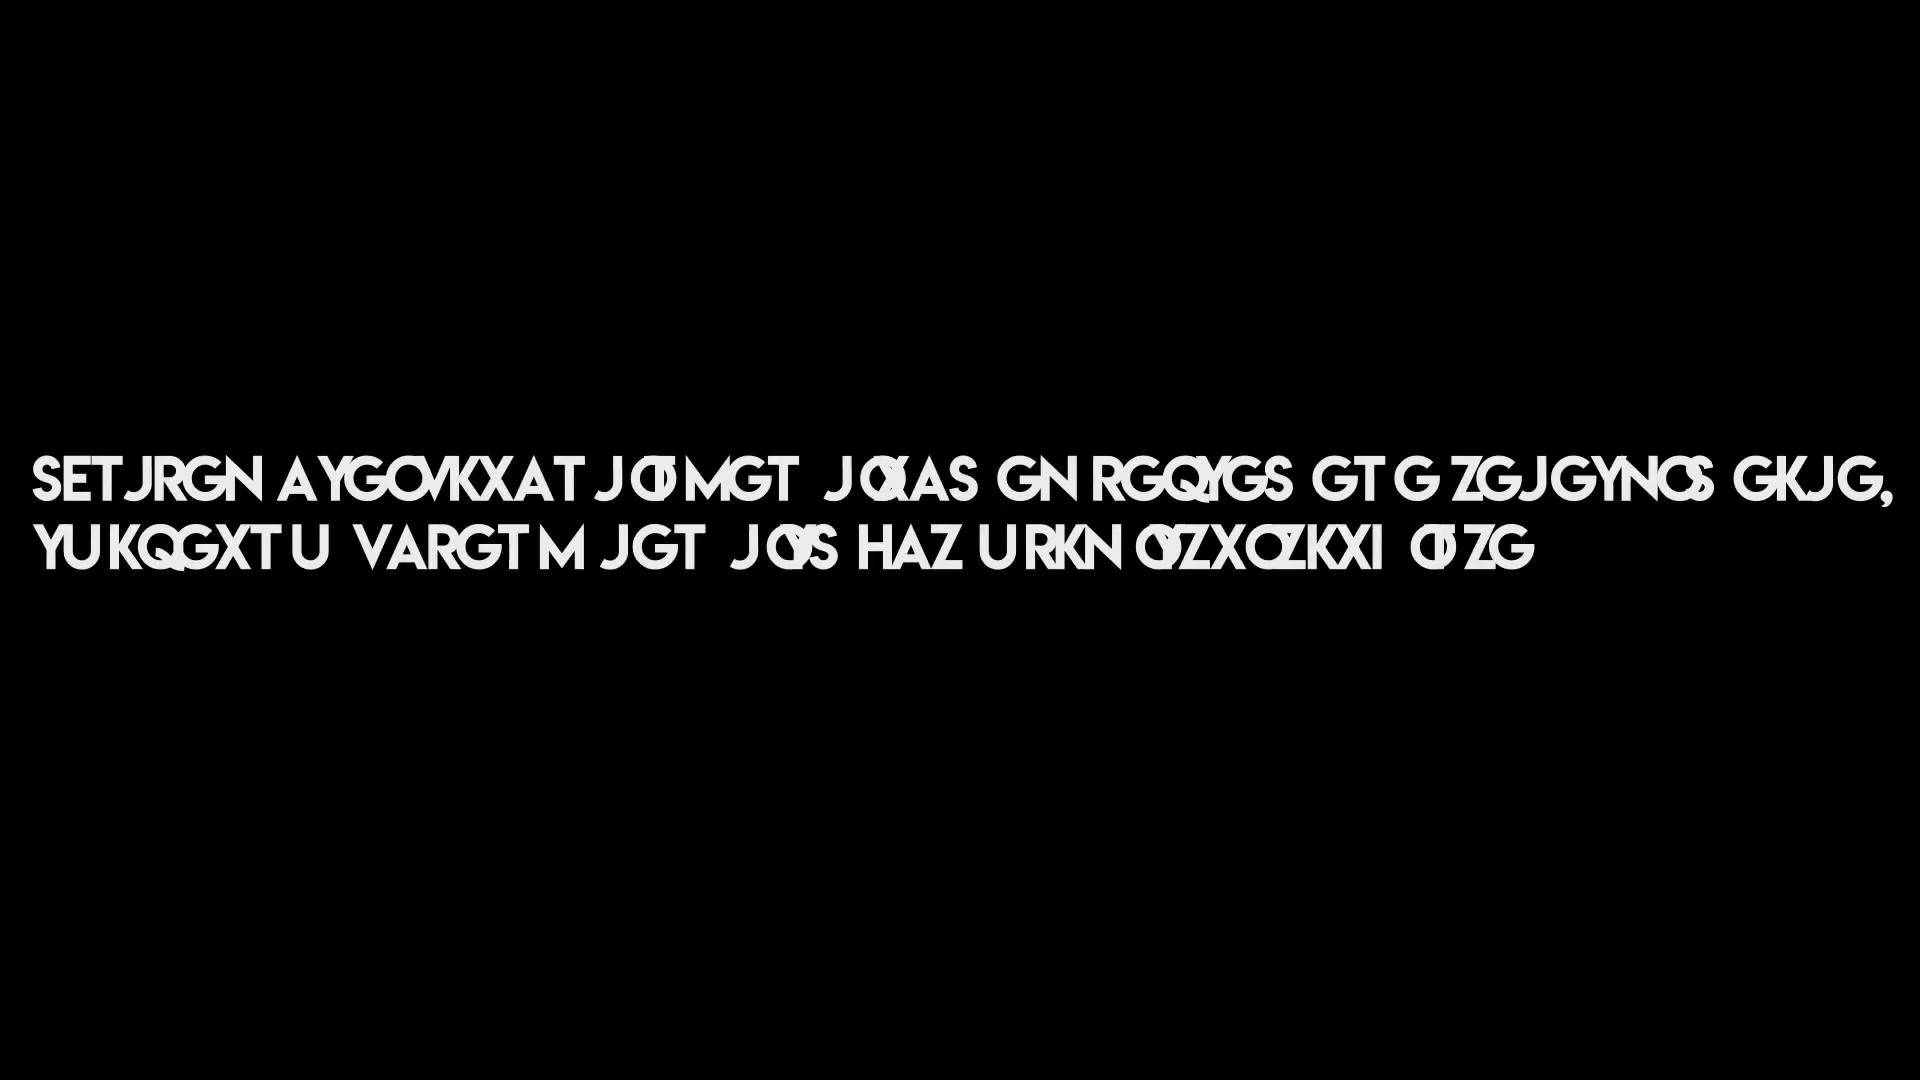 SETJRGN AYGOVKXAT JOTMGT JOXAS GN RGQYGS GT G ZGJGYNOS GKJG,
YUKQGXTU VARGTM JGT JOYS HAZ URKN OYZXOZKXI OTZG